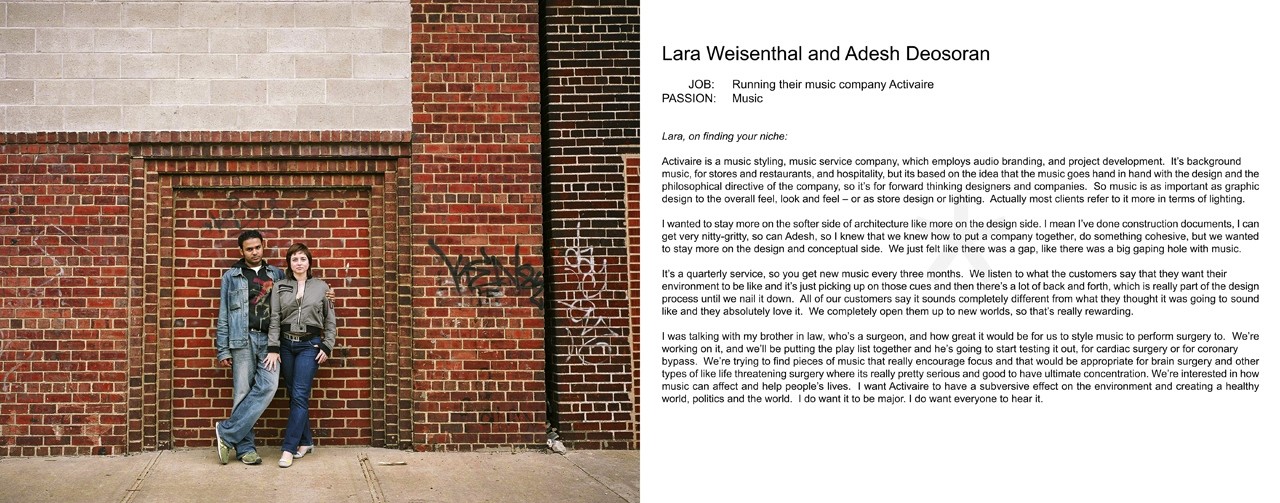 Lara Weisenthal and Adesh Deosoran
JOB: Running their music company Activaire
PASSION: Music
Lara, on finding your niche:
Activaire is a music styling, music service company, which employs audio branding, and project development.  It's background
music, for stores and restaurants, and hospitality, but its based on the idea that the music goes hand in hand with the design and the
philosophical directive of the company, so it's for forward thinking designers and companies.  So music is as important as graphic
design to the overall feel, look and feel – or as store design or lighting.  Actually most clients refer to it more in terms of lighting.
I wanted to stay more on the softer side of architecture like more on the design side. I mean I've done construction documents, I can
get very nitty-gritty, so can Adesh, so I knew that we knew how to put a company together, do something cohesive, but we wanted
to stay more on the design and conceptual side.  We just felt like there was a gap, like there was a big gaping hole with music.
It's a quarterly service, so you get new music every three months.  We listen to what the customers say that they want their
environment to be like and it's just picking up on those cues and then there's a lot of back and forth, which is really part of the design
process until we nail it down.  All of our customers say it sounds completely different from what they thought it was going to sound
like and they absolutely love it.  We completely open them up to new worlds, so that's really rewarding.
I was talking with my brother in law, who's a surgeon, and how great it would be for us to style music to perform surgery to.  We're
working on it, and we'll be putting the play list together and he's going to start testing it out, for cardiac surgery or for coronary
bypass.  We're trying to find pieces of music that really encourage focus and that would be appropriate for brain surgery and other
types of like life threatening surgery where its really pretty serious and good to have ultimate concentration. We're interested in how
music can affect and help people's lives.  I want Activaire to have a subversive effect on the environment and creating a healthy
world, politics and the world.  I do want it to be major. I do want everyone to hear it.